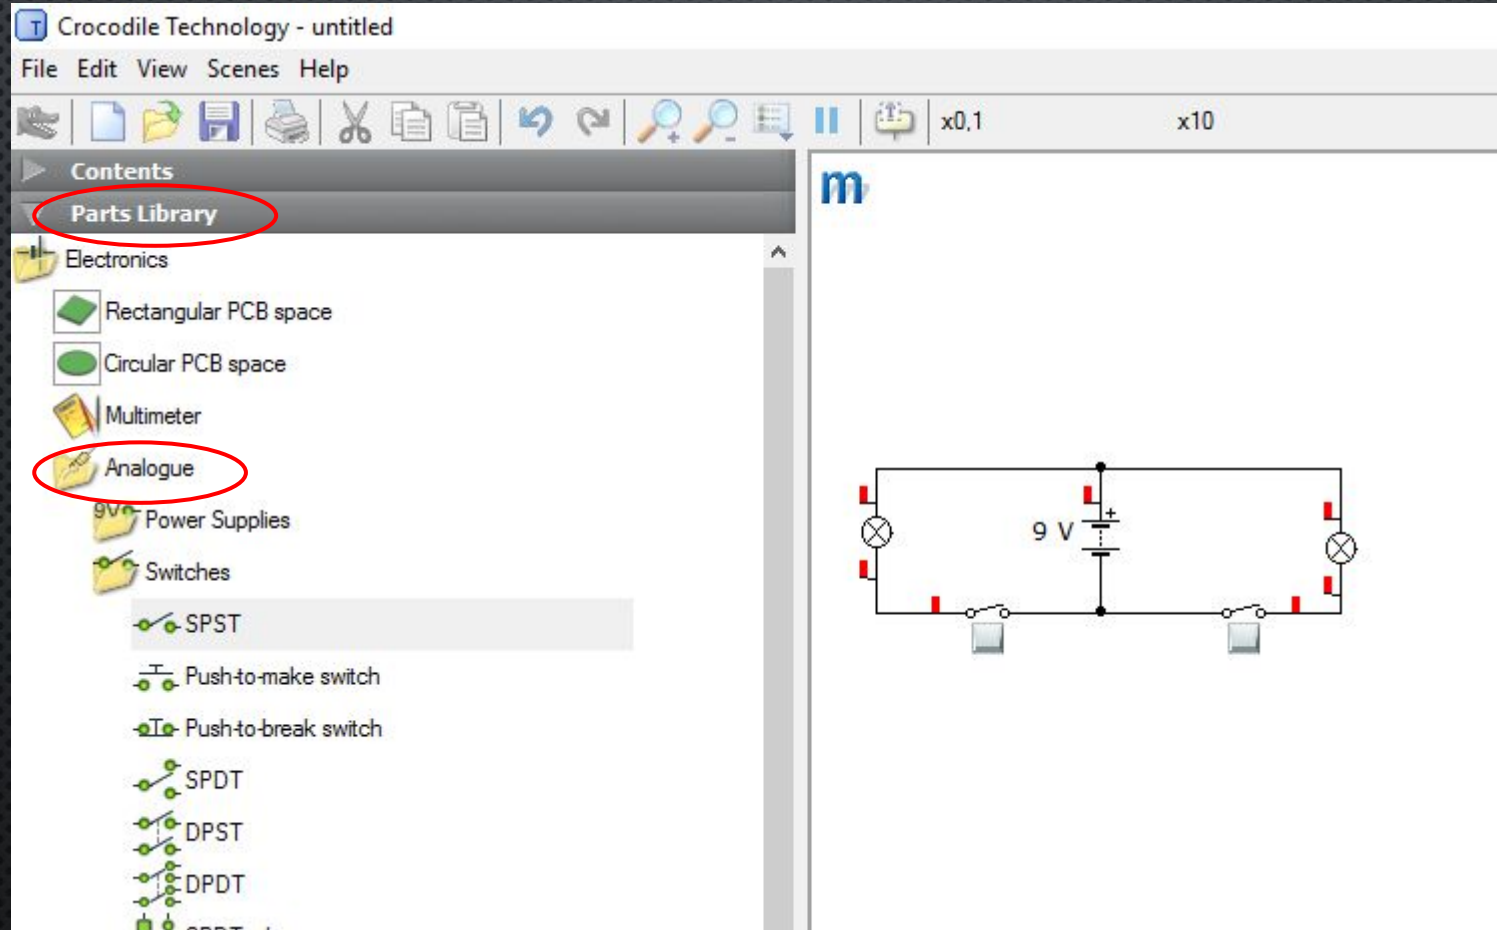 Crocodile Technology - untitled
File Edit View Scenes Help
x0,1 x10
Contents
Parts Library
Electronics
Rectangular PCB space
Circular PCB space
Multimeter
Analogue
Power Supplies
Switches
SPST
Push-to-make switch
Push-to-break switch
SPDT
DPST
DPDT
m
9 V
+